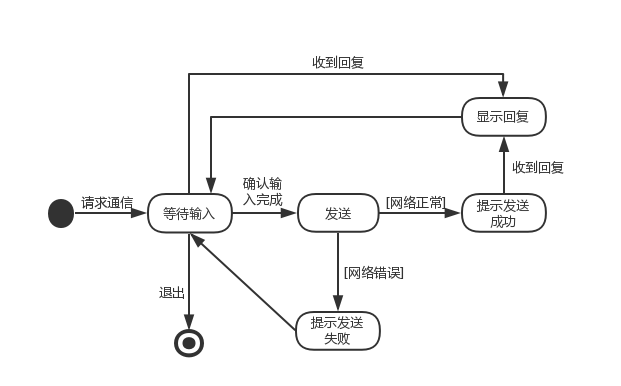 收到回复
显示回复
收到回复
请求通信
等待输入
确认输
入完成
发送
[网络正常]
提示发送
成功
[网络错误]
退出
提示发送
失败